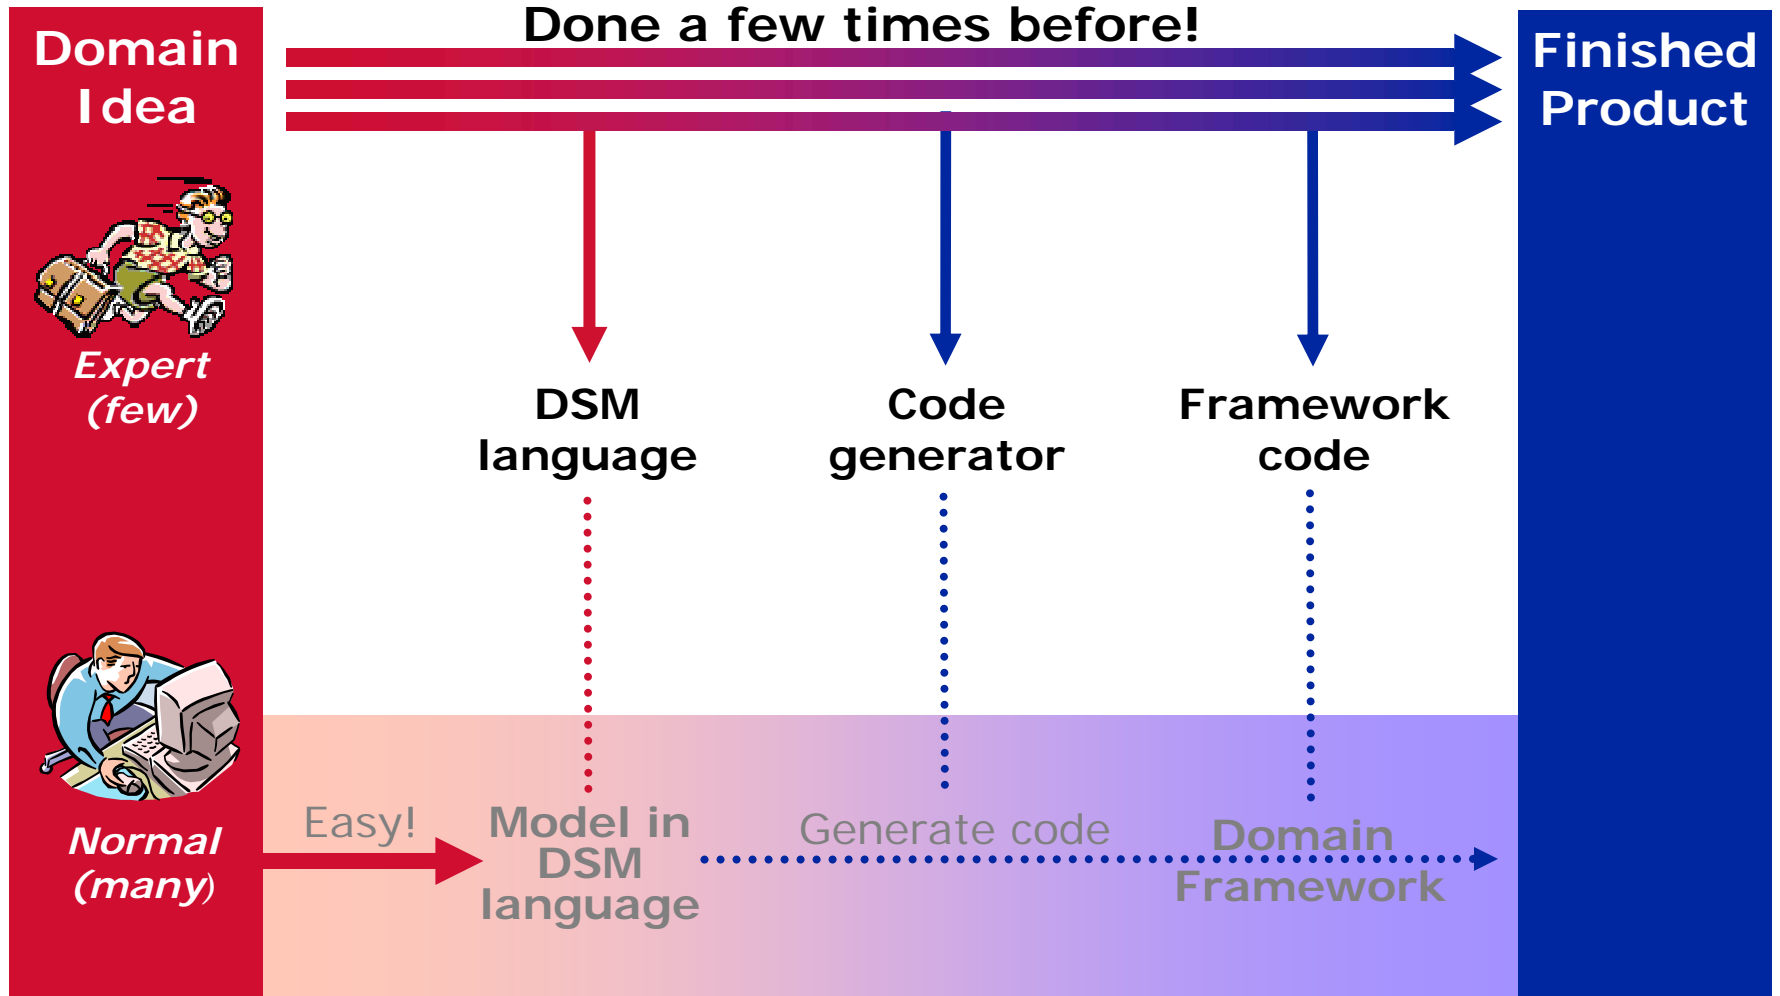 Done a few times before!
Domain
Idea
Finished
Product
Expert
(few)
DSM
language
Code
generator
Framework
code
Normal
(many)
Easy!
Model in
DSM
language
Generate code
Domain
Framework